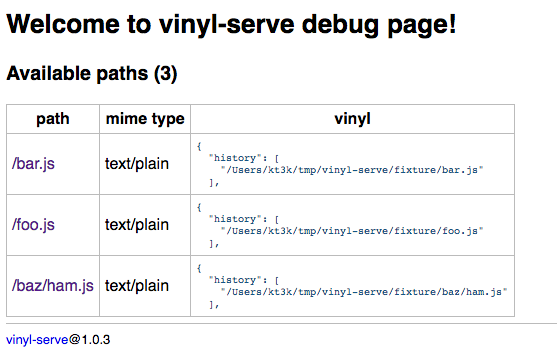 Welcome to vinyl-serve debug page!
Available paths (3)
path mime type vinyl
/bar.js text/plain {
"history": [
"/Users/kt3k/tmp/vinyl-serve/fixture/bar.js"
],
/foo.js text/plain {
"history": [
"/Users/kt3k/tmp/vinyl-serve/fixture/foo.js"
],
/baz/ham.js text/plain {
"history": [
"/Users/kt3k/tmp/vinyl-serve/fixture/baz/ham.js"
],
vinyl-serve@1.0.3